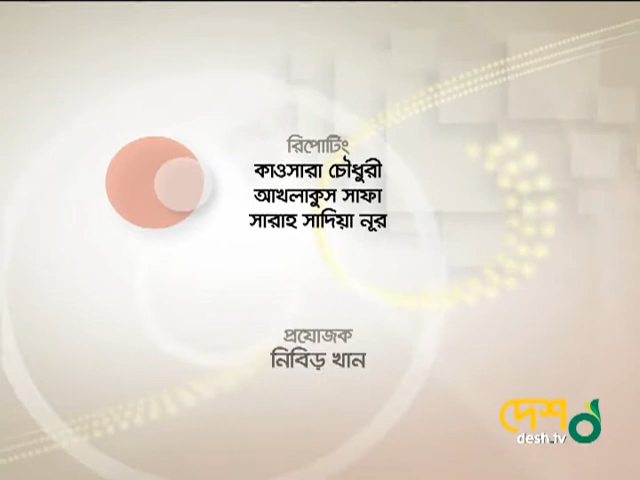 রিপোর্টিং
কাওসারা চৌধুরী
আখলাকুস সাফা
সারাহ সাদিয়া নূর
প্রযোজক
নিবিড় খান
দেশ
desh.tv